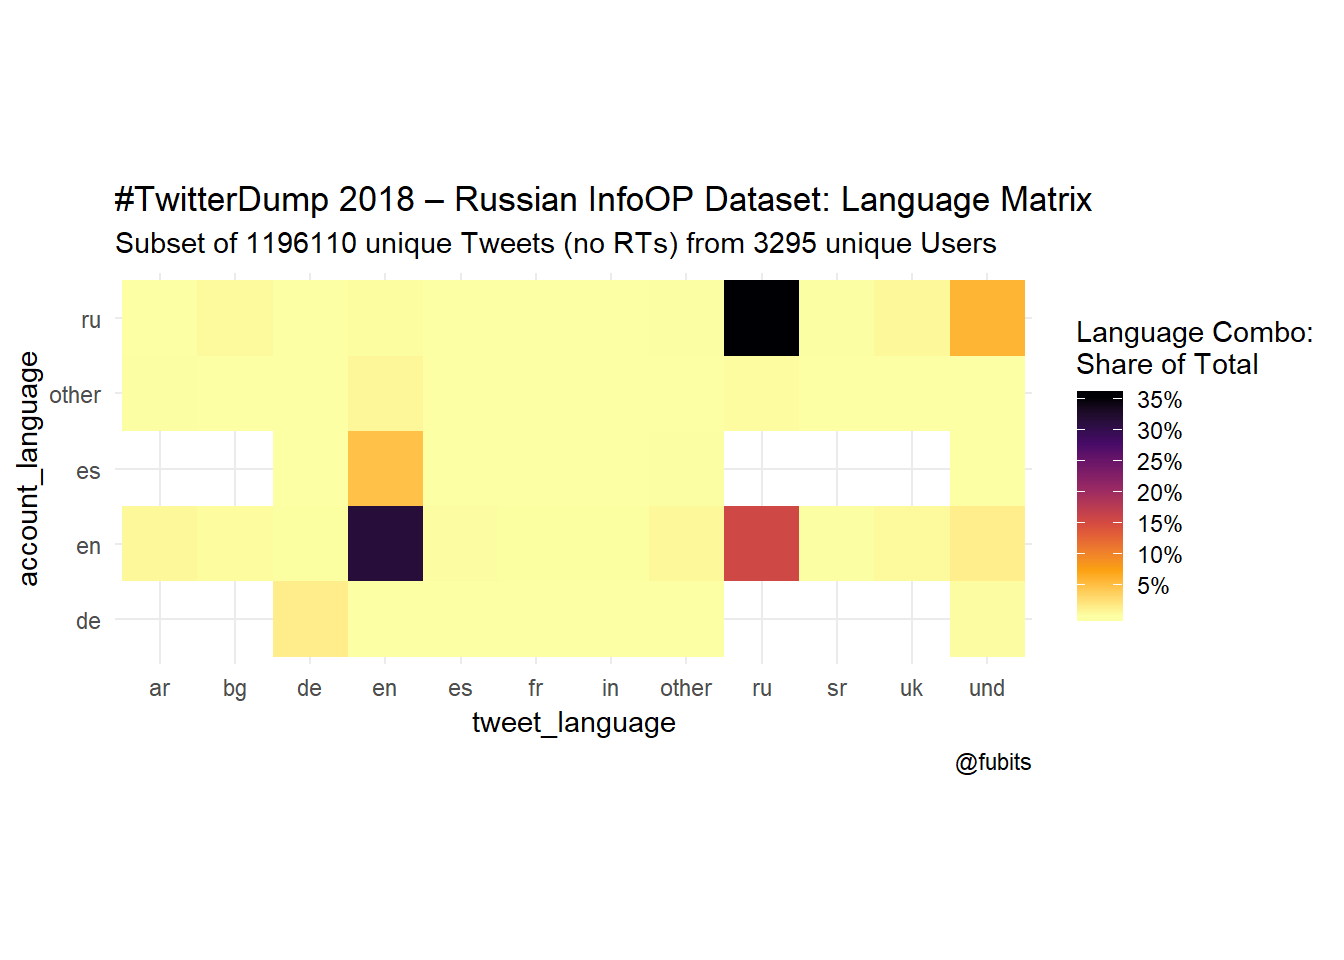 #TwitterDump 2018 – Russian InfoOP Dataset: Language Matrix
Subset of 1196110 unique Tweets (no RTs) from 3295 unique Users
account_language
ru
other
es
en
de
ar bg de en es fr in other ru sr uk und
tweet_language
Language Combo:
Share of Total
35%
30%
25%
20%
15%
10%
5%
@fubits